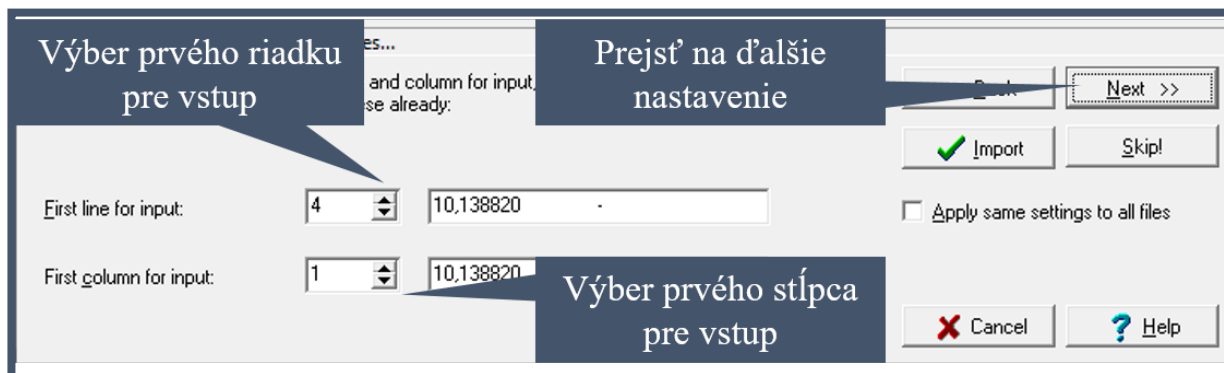 es...
Výber prvého riadku
pre vstup
and column for input,
ese already:
Prejsť na ďalšie
nastavenie
Next >>
Import
Skip!
First line for input:
4
10,138820 -
Apply same settings to all files
First column for input:
1
10,138820
Výber prvého stĺpca
pre vstup
Cancel
Help